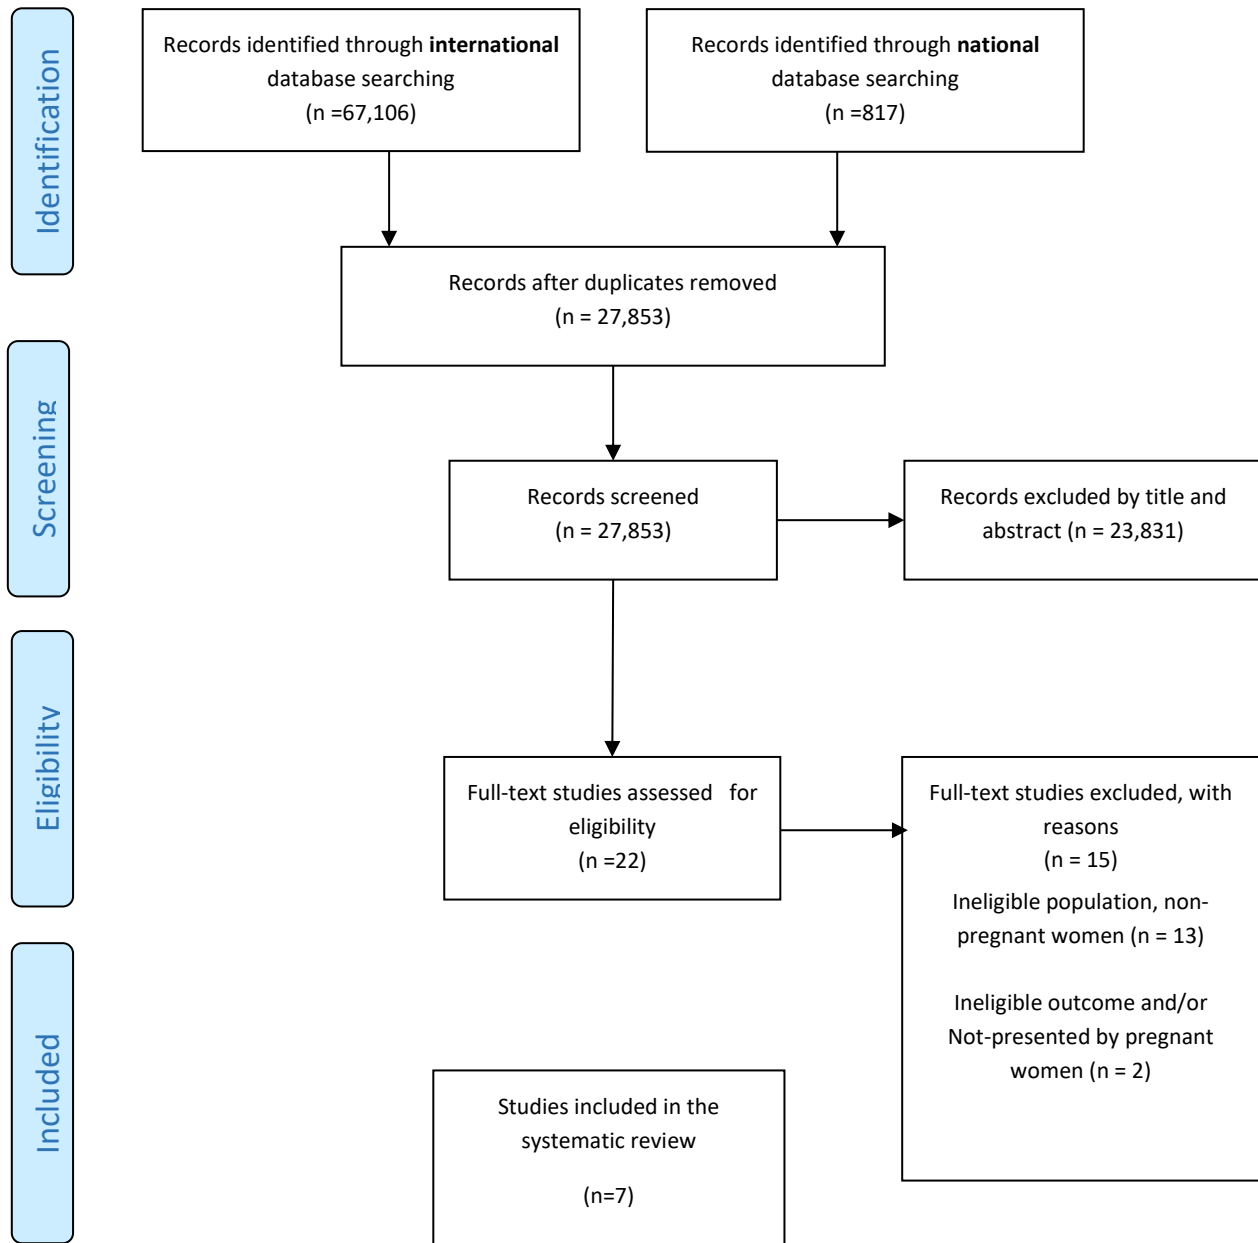 Identification
Records identified through international
database searching
(n =67,106)
Records identified through national
database searching
(n =817)
Records after duplicates removed
(n = 27,853)
Screening
Records screened
(n = 27,853)
Records excluded by title and
abstract (n = 23,831)
Eligibility
Full-text studies assessed for
eligibility
(n =22)
Full-text studies excluded, with
reasons
(n = 15)
Ineligible population, non-
pregnant women (n = 13)
Ineligible outcome and/or
Not-presented by pregnant
women (n = 2)
Included
Studies included in the
systematic review
(n=7)